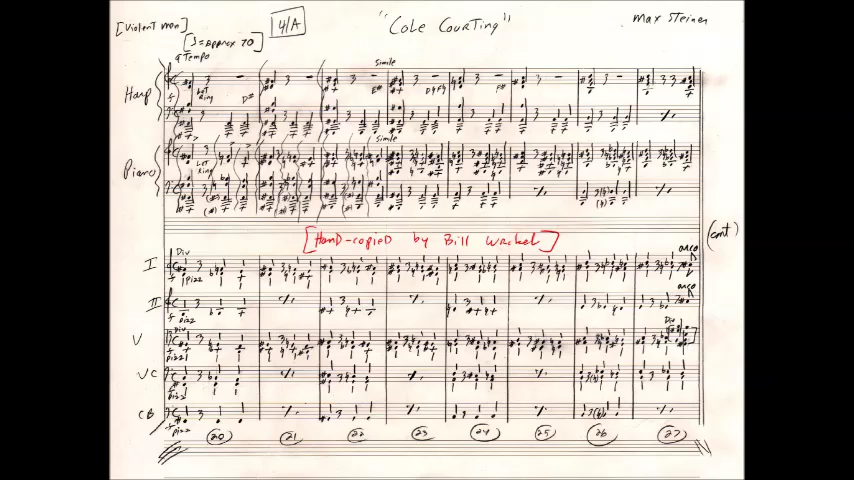 [Violent men] 4/A "Cole Courting" Max Steiner
[♩=Approx 70]
a Tempo
Simile
Harp
f
Let Ring
D# E# D♮ F♮ F#
Simile
Piano
Let Ring
[Hand-copied by Bill Wrobel] (cont)
Div arco
I
pizz
arco
II
f pizz
Div Div
V
f pizz
VC
f pizz
CB
f pizz
20 21 22 23 24 25 26 27